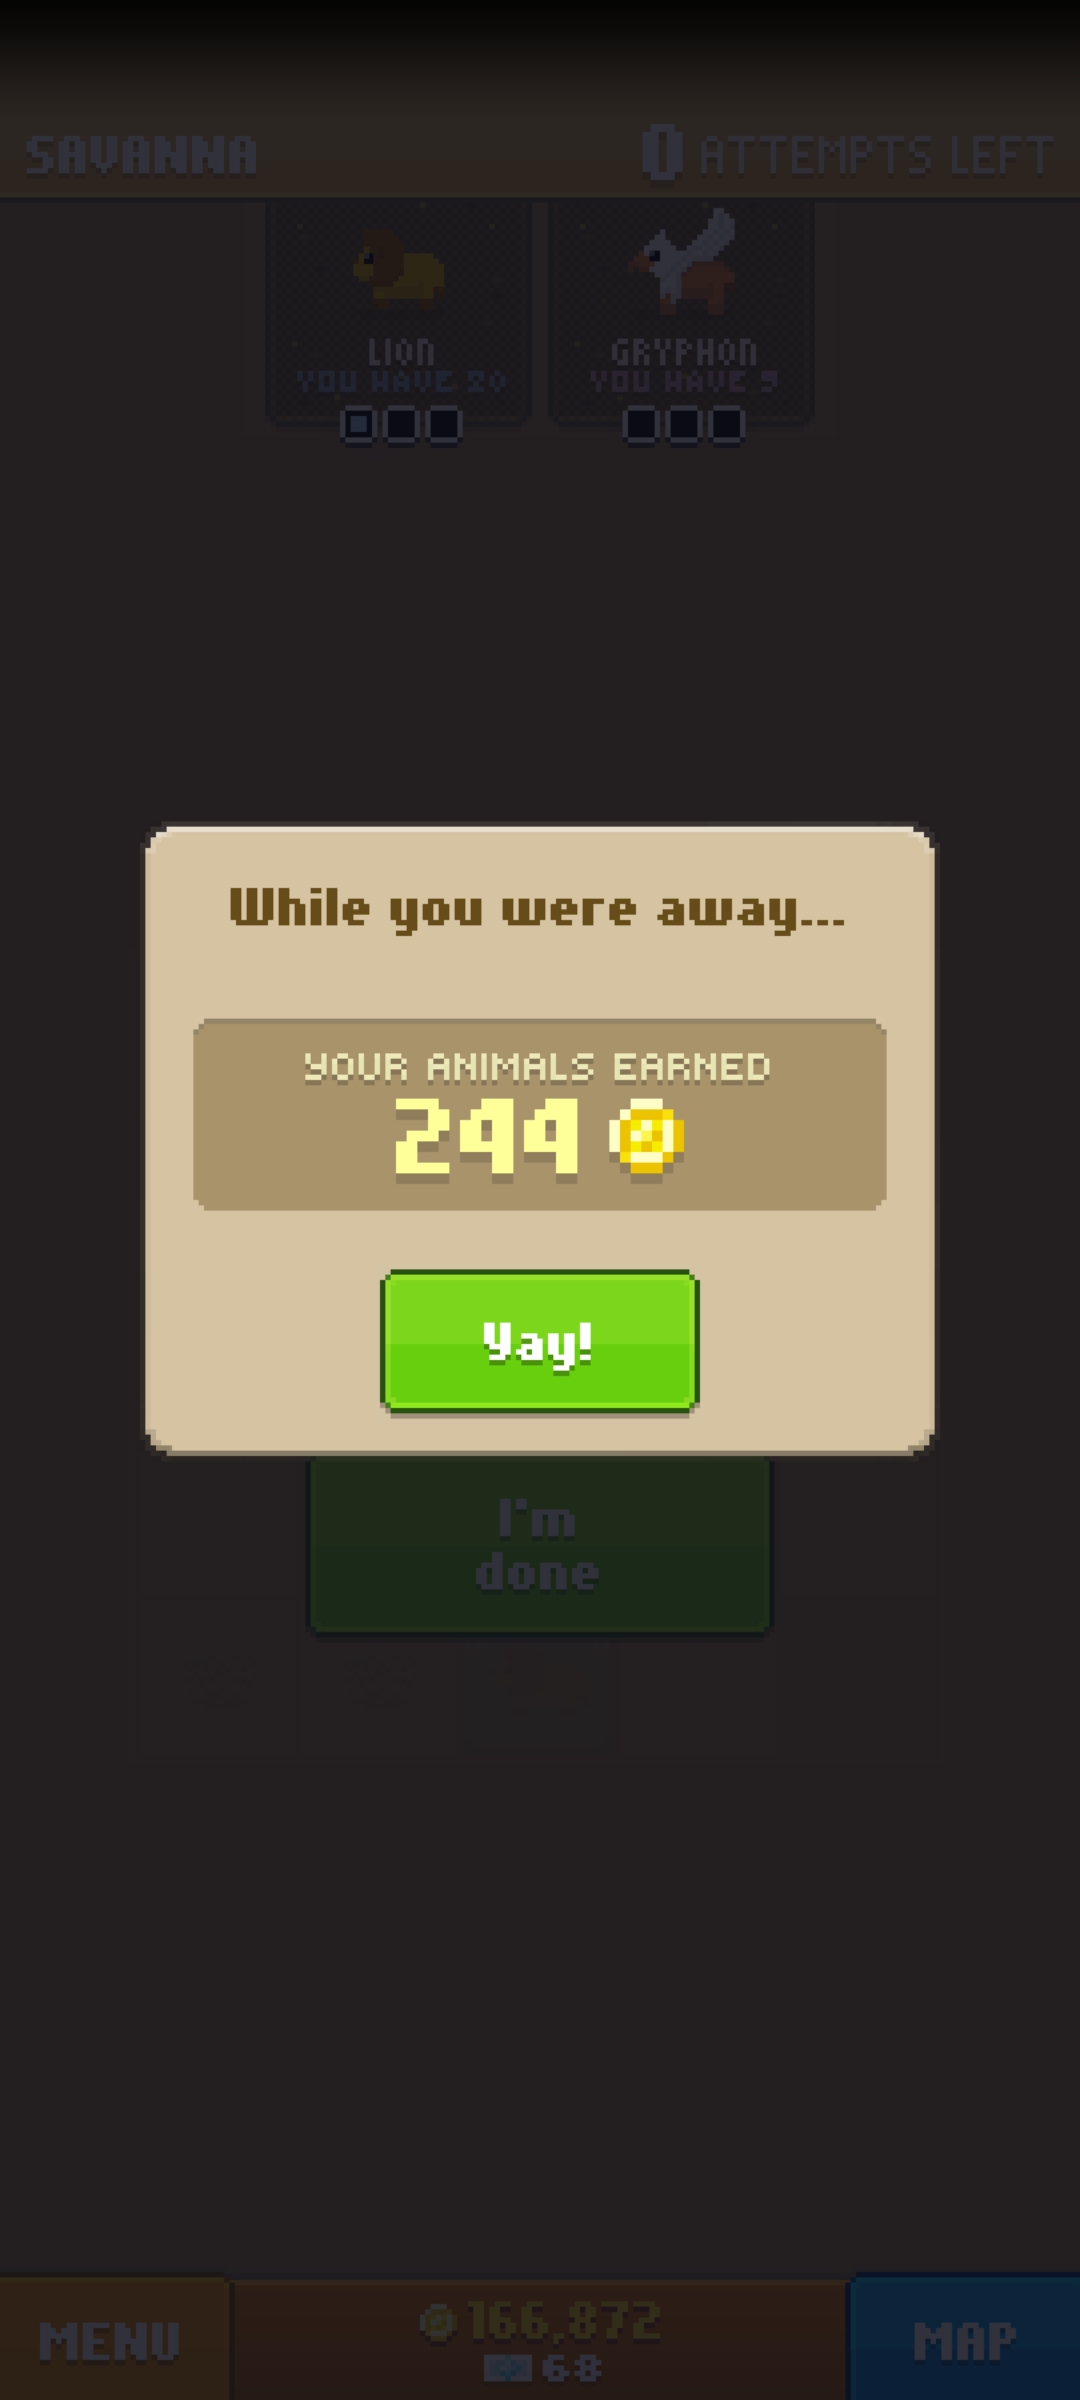 SAVANNA
0 ATTEMPTS LEFT
LION
YOU HAVE 20
GRYPHON
YOU HAVE 9
While you were away...
YOUR ANIMALS EARNED
244
Yay!
I'm
done
MENU
166,872
68
MAP